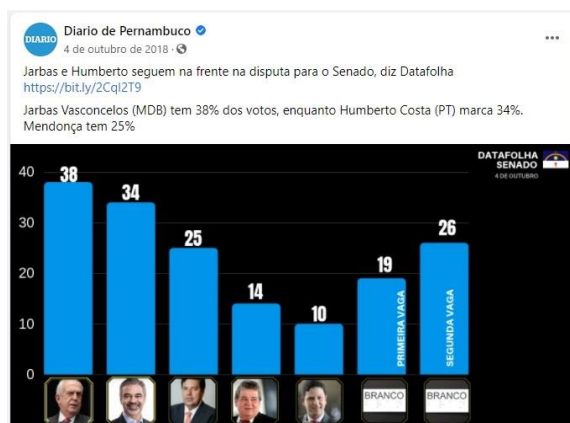 DIARIO
Diario de Pernambuco
4 de outubro de 2018 ·
Jarbas e Humberto seguem na frente na disputa para o Senado, diz Datafolha
https://bit.ly/2CqI2T9
Jarbas Vasconcelos (MDB) tem 38% dos votos, enquanto Humberto Costa (PT) marca 34%.
Mendonça tem 25%
DATAFOLHA
SENADO
4 DE OUTUBRO
40
30
20
10
0
38
34
25
14
10
19
26
PRIMEIRA VAGA
SEGUNDA VAGA
BRANCO
BRANCO